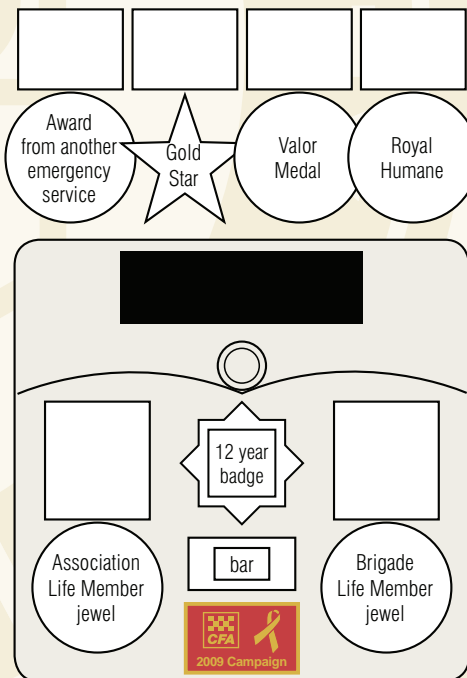 Award
from another
emergency
service
Gold
Star
Valor
Medal
Royal
Humane
12 year
badge
Association
Life Member
jewel
bar
Brigade
Life Member
jewel
CFA
2009 Campaign